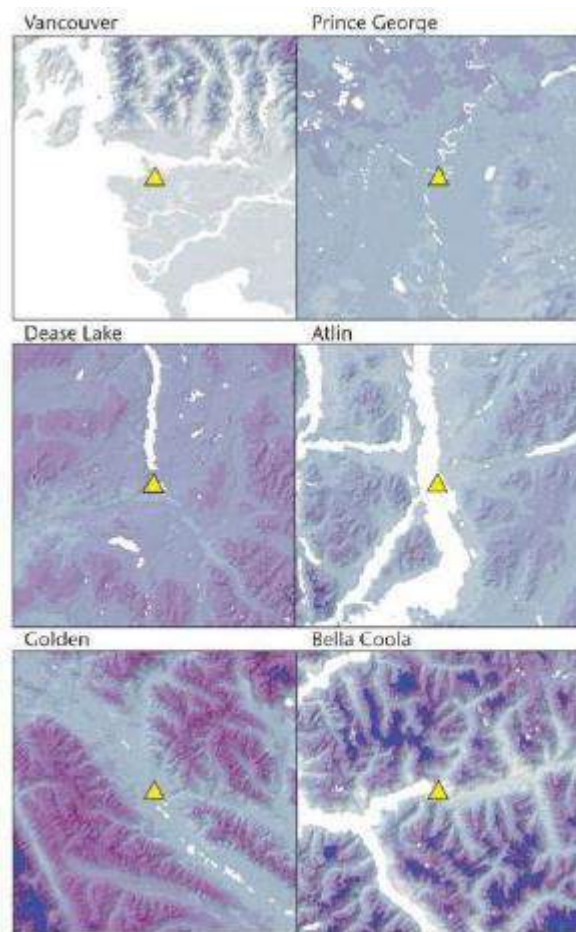 Vancouver
Prince George
Dease Lake
Atlin
Golden
Bella Coola